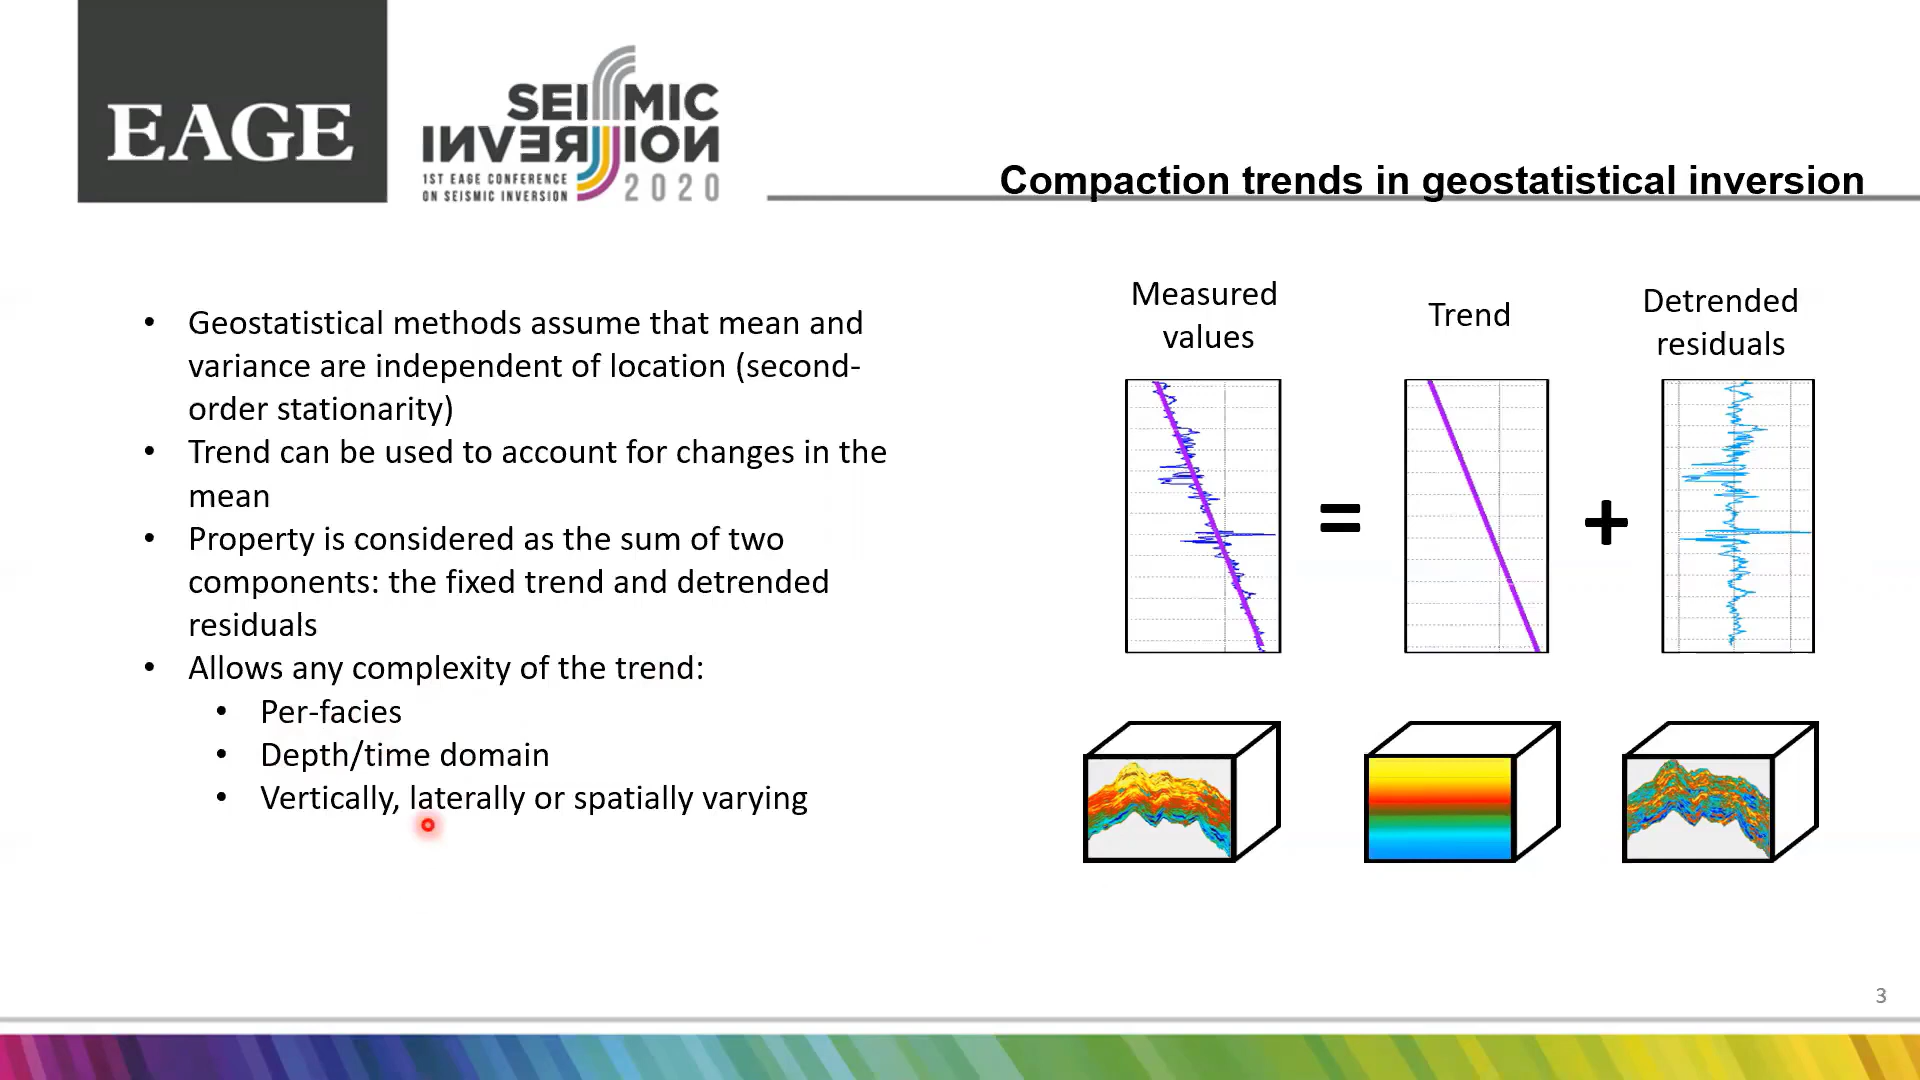 EAGE
SEISMIC
INVERSION
1ST EAGE CONFERENCE
ON SEISMIC INVERSION
2020
Compaction trends in geostatistical inversion
• Geostatistical methods assume that mean and
variance are independent of location (second-
order stationarity)
• Trend can be used to account for changes in the
mean
• Property is considered as the sum of two
components: the fixed trend and detrended
residuals
• Allows any complexity of the trend:
• Per-facies
• Depth/time domain
• Vertically, laterally or spatially varying
Measured
values
Trend
Detrended
residuals
=
+
3